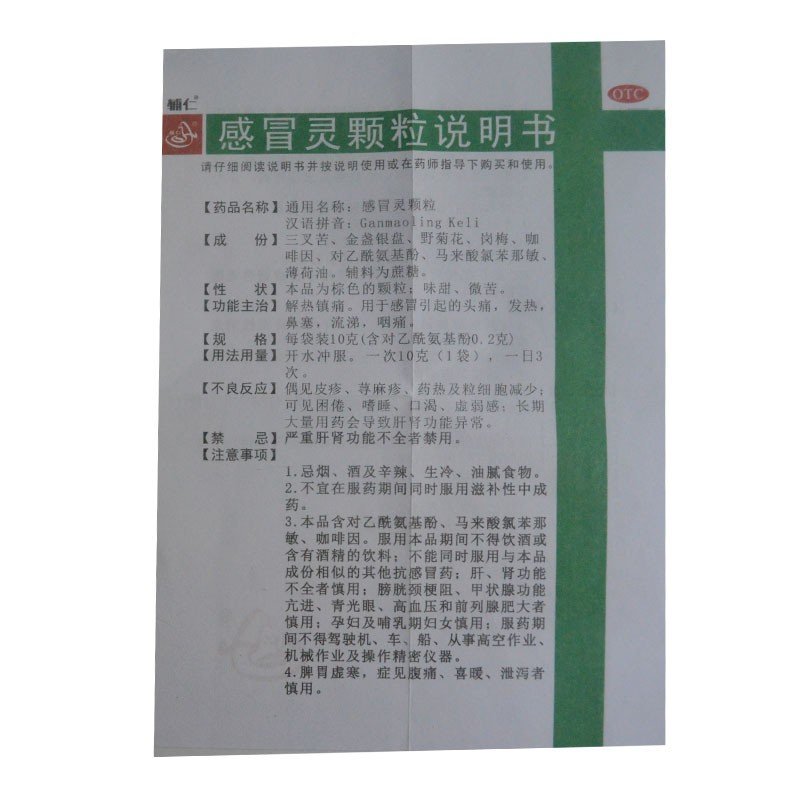 辅仁
OTC
感冒灵颗粒说明书
请仔细阅读说明书并按说明使用或在药师指导下购买和使用。
【药品名称】通用名称：感冒灵颗粒
汉语拼音：Ganmaoling Keli
【成　份】三叉苦、金盏银盘、野菊花、岗梅、咖
啡因、对乙酰氨基酚、马来酸氯苯那敏、
薄荷油。辅料为蔗糖。
【性　状】本品为棕色的颗粒；味甜、微苦。
【功能主治】解热镇痛。用于感冒引起的头痛，发热，
鼻塞，流涕，咽痛。
【规　格】每袋装10克(含对乙酰氨基酚0.2克)
【用法用量】开水冲服。一次10克（1袋），一日3
次。
【不良反应】偶见皮疹、荨麻疹、药热及粒细胞减少；
可见困倦、嗜睡、口渴、虚弱感；长期
大量用药会导致肝肾功能异常。
【禁　忌】严重肝肾功能不全者禁用。
【注意事项】
1.忌烟、酒及辛辣、生冷、油腻食物。
2.不宜在服药期间同时服用滋补性中成
药。
3.本品含对乙酰氨基酚、马来酸氯苯那
敏、咖啡因。服用本品期间不得饮酒或
含有酒精的饮料；不能同时服用与本品
成份相似的其他抗感冒药；肝、肾功能
不全者慎用；膀胱颈梗阻、甲状腺功能
亢进、青光眼、高血压和前列腺肥大者
慎用；孕妇及哺乳期妇女慎用；服药期
间不得驾驶机、车、船、从事高空作业、
机械作业及操作精密仪器。
4.脾胃虚寒，症见腹痛、喜暖、泄泻者
慎用。